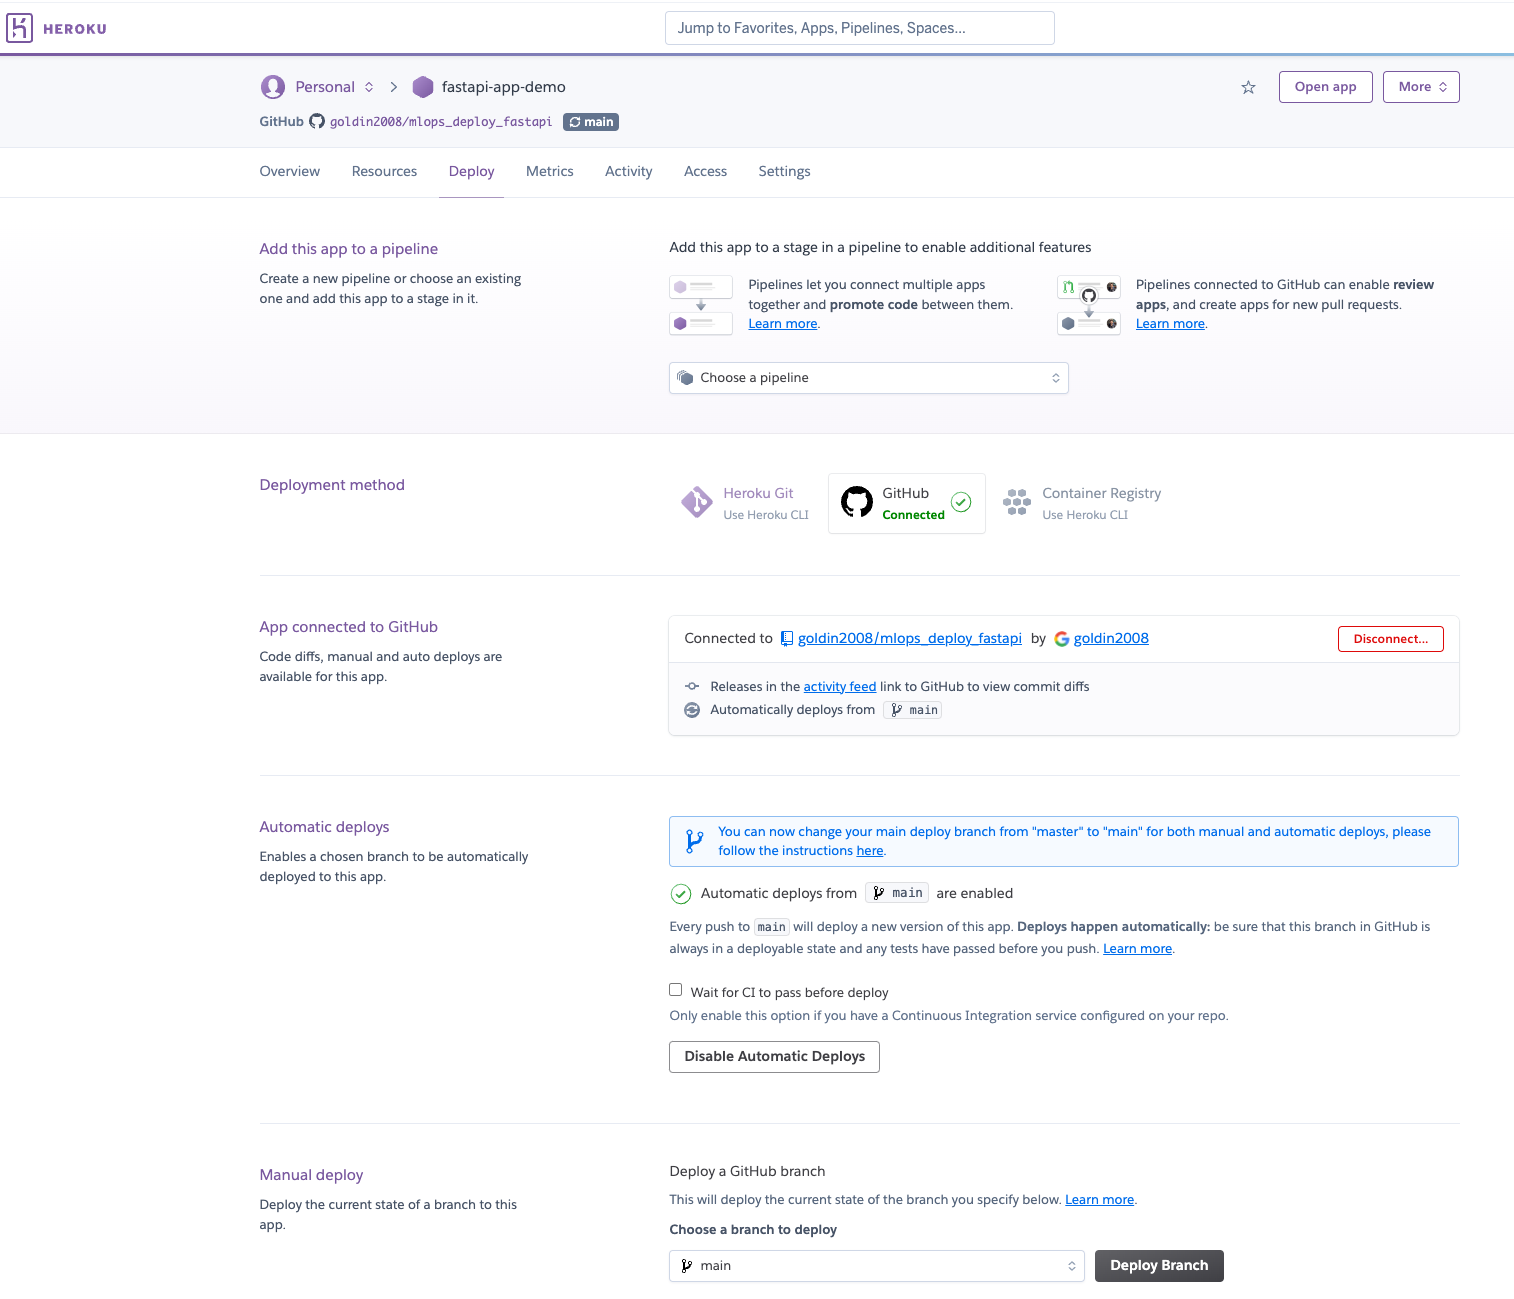 HEROKU
Jump to Favorites, Apps, Pipelines, Spaces...
Personal
fastapi-app-demo
Open app
More
GitHub goldin2008/mlops_deploy_fastapi main
Overview Resources Deploy Metrics Activity Access Settings
Add this app to a pipeline
Create a new pipeline or choose an existing
one and add this app to a stage in it.
Add this app to a stage in a pipeline to enable additional features
Pipelines let you connect multiple apps
together and promote code between them.
Learn more.
Pipelines connected to GitHub can enable review
apps, and create apps for new pull requests.
Learn more.
Choose a pipeline
Deployment method
Heroku Git
Use Heroku CLI
GitHub
Connected
Container Registry
Use Heroku CLI
App connected to GitHub
Code diffs, manual and auto deploys are
available for this app.
Connected to goldin2008/mlops_deploy_fastapi by goldin2008
Disconnect...
Releases in the activity feed link to GitHub to view commit diffs
Automatically deploys from main
Automatic deploys
Enables a chosen branch to be automatically
deployed to this app.
You can now change your main deploy branch from "master" to "main" for both manual and automatic deploys, please
follow the instructions here.
Automatic deploys from main are enabled
Every push to main will deploy a new version of this app. Deploys happen automatically: be sure that this branch in GitHub is
always in a deployable state and any tests have passed before you push. Learn more.
Wait for CI to pass before deploy
Only enable this option if you have a Continuous Integration service configured on your repo.
Disable Automatic Deploys
Manual deploy
Deploy the current state of a branch to this
app.
Deploy a GitHub branch
This will deploy the current state of the branch you specify below. Learn more.
Choose a branch to deploy
main
Deploy Branch